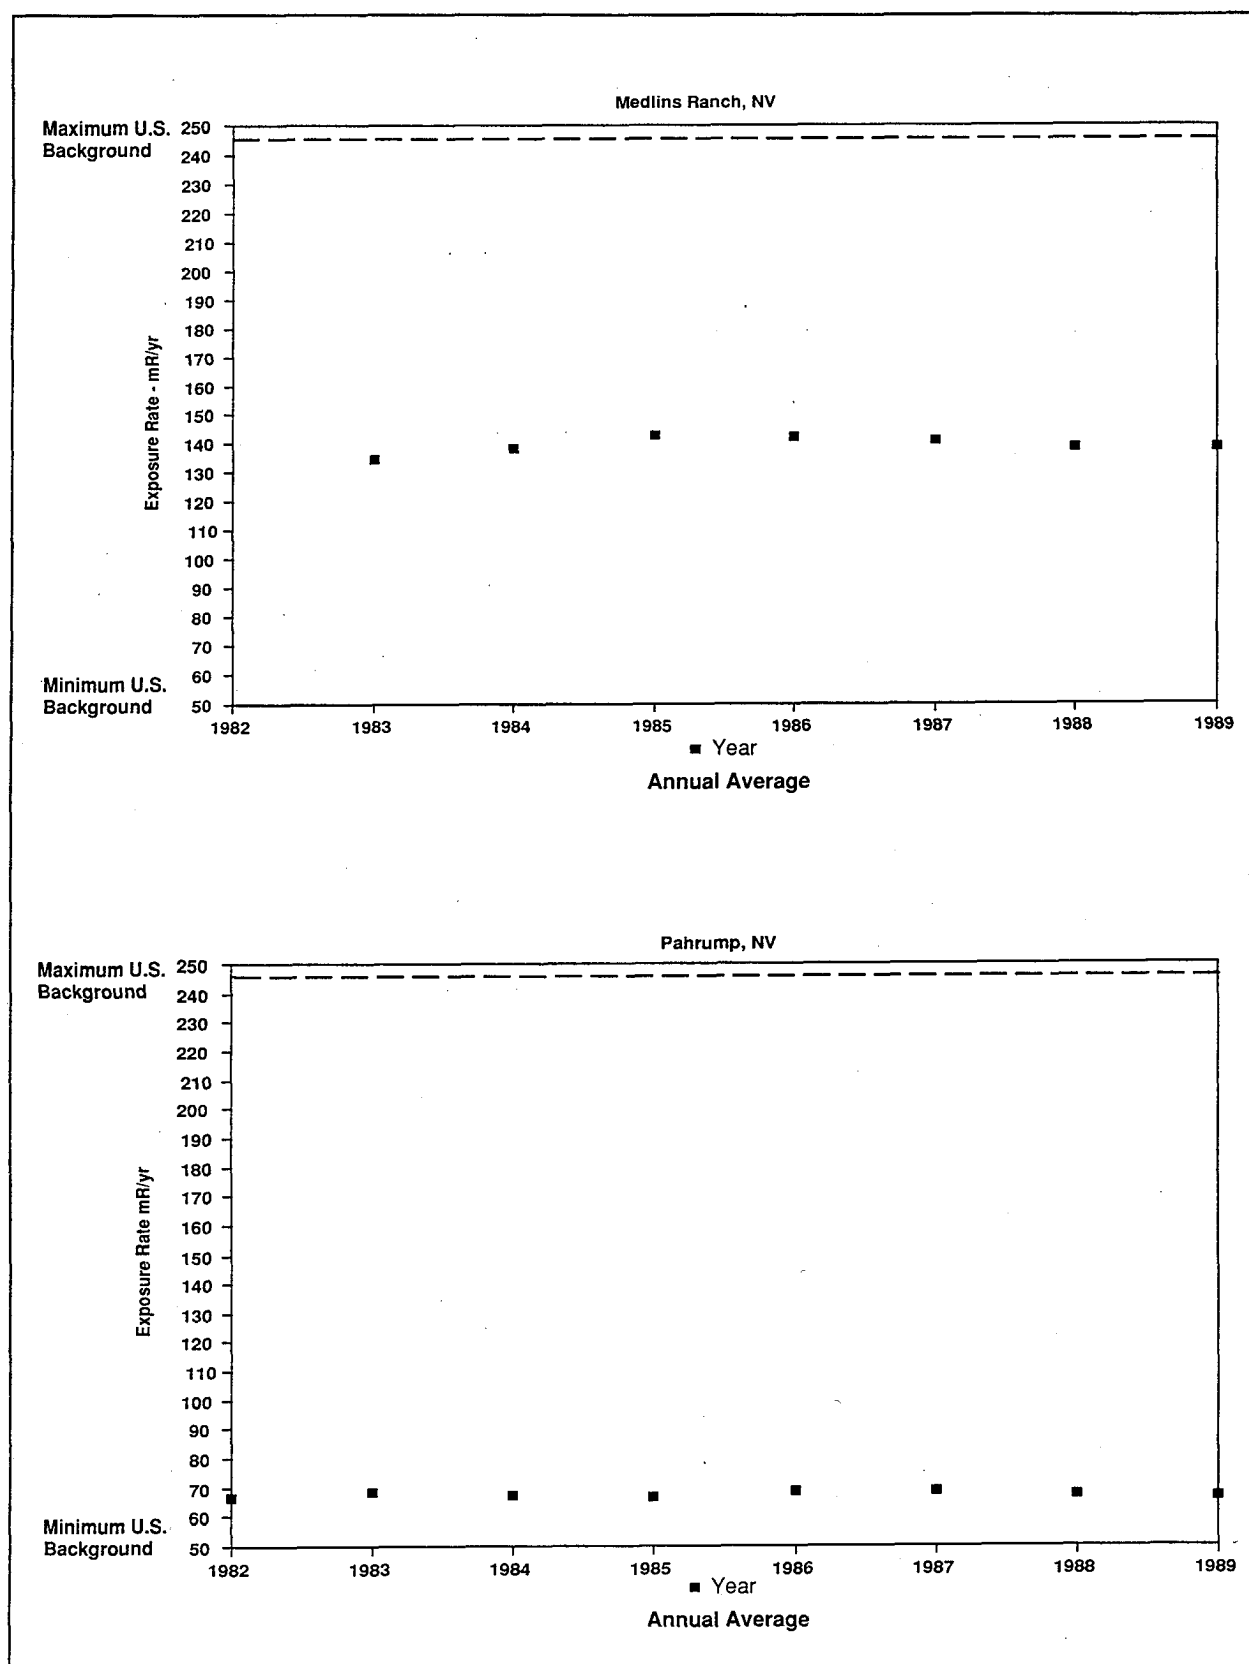 Medlins Ranch, NV
Maximum U.S.
Background
250
240
230
220
210
200
190
180
170
160
150
140
130
120
110
100
90
80
70
60
50
Exposure Rate - mR/yr
Minimum U.S.
Background
1982 1983 1984 1985 1986 1987 1988 1989
Year
Annual Average
Pahrump, NV
Maximum U.S.
Background
250
240
230
220
210
200
190
180
170
160
150
140
130
120
110
100
90
80
70
60
50
Exposure Rate mR/yr
Minimum U.S.
Background
1982 1983 1984 1985 1986 1987 1988 1989
Year
Annual Average